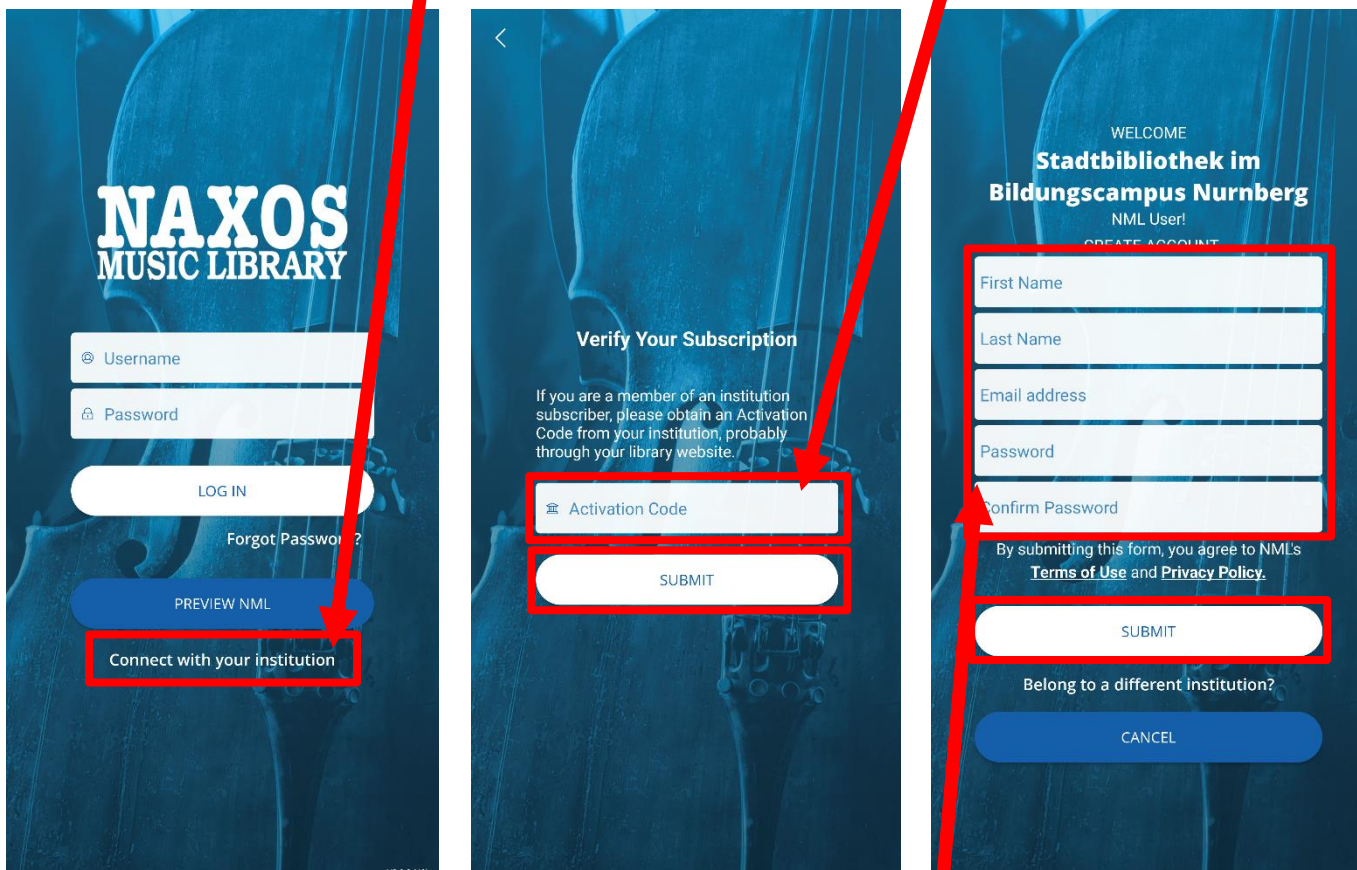 NAXOS
MUSIC LIBRARY
Username
Password
LOG IN
Forgot Password?
PREVIEW NML
Connect with your institution
Verify Your Subscription
If you are a member of an institution
subscriber, please obtain an Activation
Code from your institution, probably
through your library website.
Activation Code
SUBMIT
WELCOME
Stadtbibliothek im
Bildungscampus Nurnberg
NML User!
CREATE ACCOUNT
First Name
Last Name
Email address
Password
Confirm Password
By submitting this form, you agree to NML's
Terms of Use and Privacy Policy.
SUBMIT
Belong to a different institution?
CANCEL